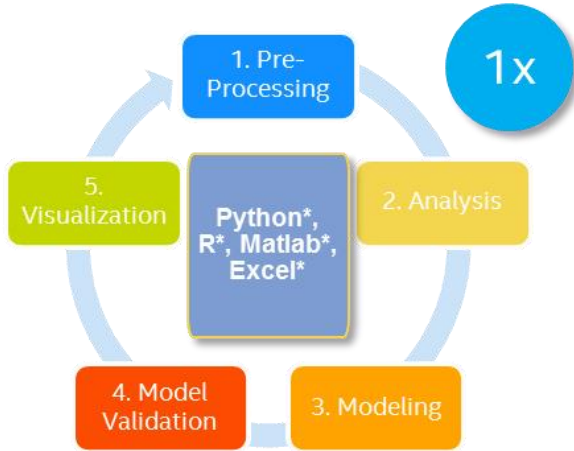 1. Pre-
Processing
1x
2. Analysis
3. Modeling
4. Model
Validation
5.
Visualization
Python*,
R*, Matlab*,
Excel*